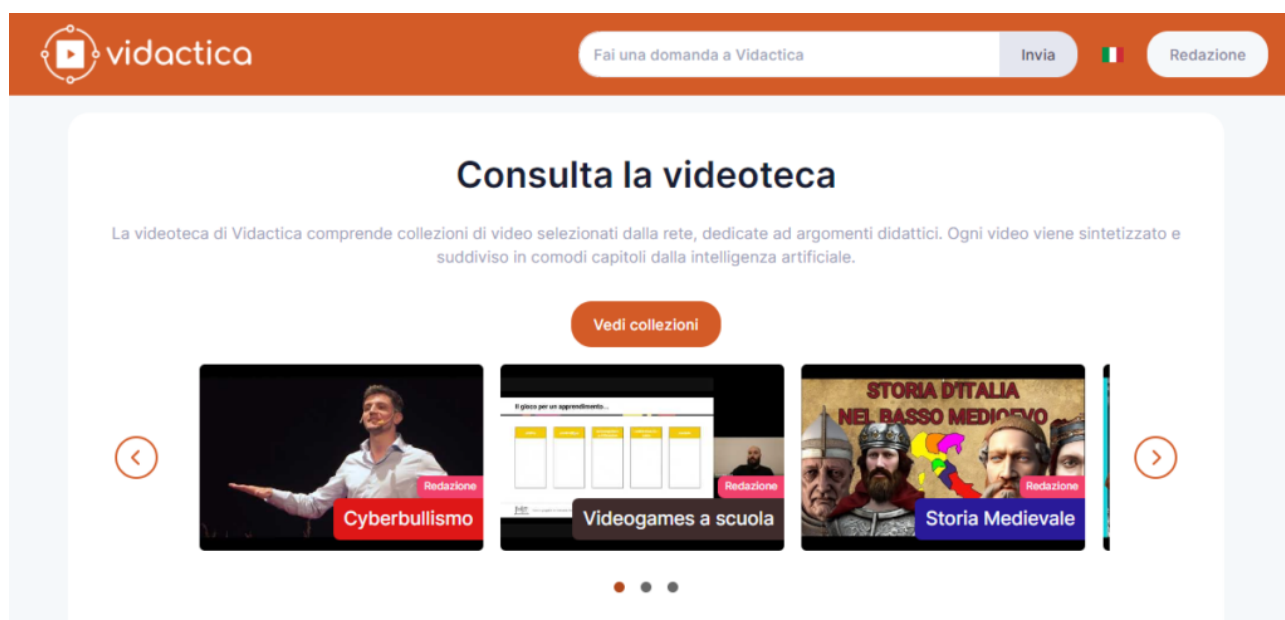 vidactica
Fai una domanda a Vidactica
Invia
Redazione
Consulta la videoteca
La videoteca di Vidactica comprende collezioni di video selezionati dalla rete, dedicate ad argomenti didattici. Ogni video viene sintetizzato e
suddiviso in comodi capitoli dalla intelligenza artificiale.
Vedi collezioni
Redazione
Cyberbullismo
Il gioco per un apprendimento...
Redazione
Videogames a scuola
STORIA D'ITALIA
NEL BASSO MEDIOEVO
Redazione
Storia Medievale